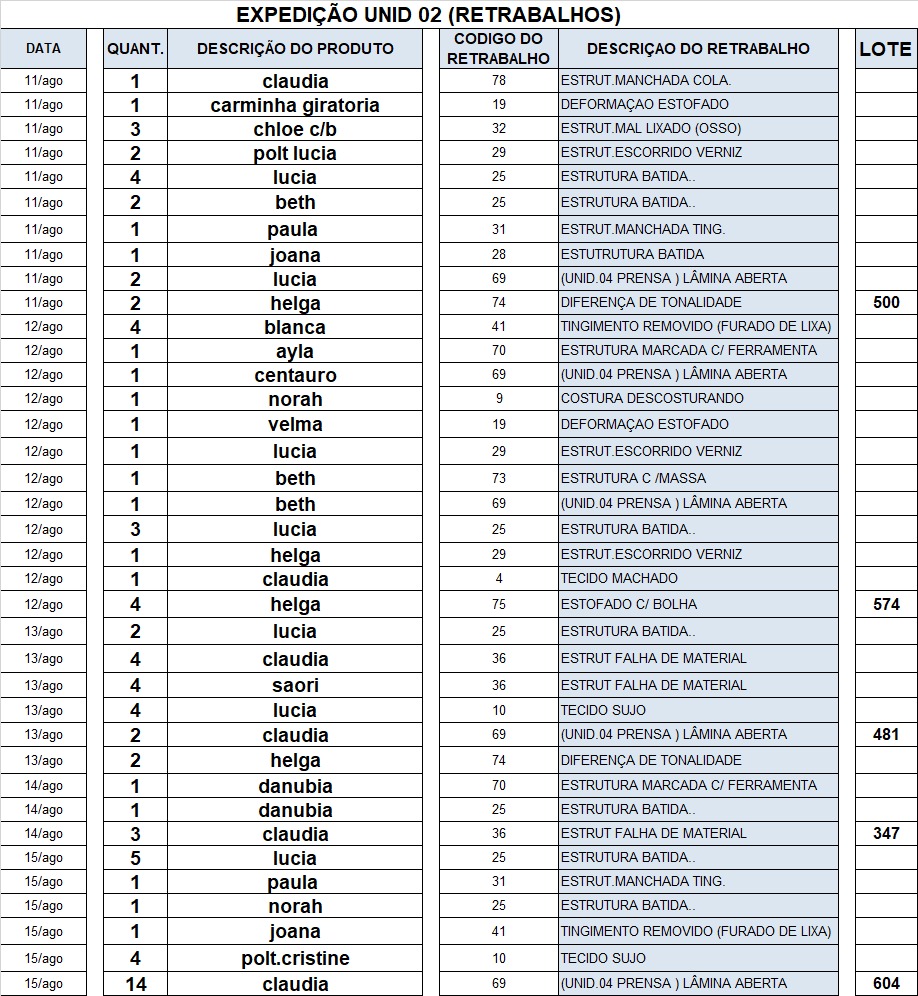 EXPEDIÇÃO UNID 02 (RETRABALHOS)
DATA QUANT. DESCRIÇÃO DO PRODUTO CODIGO DO RETRABALHO DESCRIÇAO DO RETRABALHO LOTE
11/ago 1 claudia 78 ESTRUT.MANCHADA COLA.
11/ago 1 carminha giratoria 19 DEFORMAÇAO ESTOFADO
11/ago 3 chloe c/b 32 ESTRUT.MAL LIXADO (OSSO)
11/ago 2 polt lucia 29 ESTRUT.ESCORRIDO VERNIZ
11/ago 4 lucia 25 ESTRUTURA BATIDA..
11/ago 2 beth 25 ESTRUTURA BATIDA..
11/ago 1 paula 31 ESTRUT.MANCHADA TING.
11/ago 1 joana 28 ESTUTRUTURA BATIDA
11/ago 2 lucia 69 (UNID.04 PRENSA ) LÂMINA ABERTA
11/ago 2 helga 74 DIFERENÇA DE TONALIDADE 500
12/ago 4 blanca 41 TINGIMENTO REMOVIDO (FURADO DE LIXA)
12/ago 1 ayla 70 ESTRUTURA MARCADA C/ FERRAMENTA
12/ago 1 centauro 69 (UNID.04 PRENSA ) LÂMINA ABERTA
12/ago 1 norah 9 COSTURA DESCOSTURANDO
12/ago 1 velma 19 DEFORMAÇAO ESTOFADO
12/ago 1 lucia 29 ESTRUT.ESCORRIDO VERNIZ
12/ago 1 beth 73 ESTRUTURA C /MASSA
12/ago 1 beth 69 (UNID.04 PRENSA ) LÂMINA ABERTA
12/ago 3 lucia 25 ESTRUTURA BATIDA..
12/ago 1 helga 29 ESTRUT.ESCORRIDO VERNIZ
12/ago 1 claudia 4 TECIDO MACHADO
12/ago 4 helga 75 ESTOFADO C/ BOLHA 574
13/ago 2 lucia 25 ESTRUTURA BATIDA..
13/ago 4 claudia 36 ESTRUT FALHA DE MATERIAL
13/ago 4 saori 36 ESTRUT FALHA DE MATERIAL
13/ago 4 lucia 10 TECIDO SUJO
13/ago 2 claudia 69 (UNID.04 PRENSA ) LÂMINA ABERTA 481
13/ago 2 helga 74 DIFERENÇA DE TONALIDADE
14/ago 1 danubia 70 ESTRUTURA MARCADA C/ FERRAMENTA
14/ago 1 danubia 25 ESTRUTURA BATIDA..
14/ago 3 claudia 36 ESTRUT FALHA DE MATERIAL 347
15/ago 5 lucia 25 ESTRUTURA BATIDA..
15/ago 1 paula 31 ESTRUT.MANCHADA TING.
15/ago 1 norah 25 ESTRUTURA BATIDA..
15/ago 1 joana 41 TINGIMENTO REMOVIDO (FURADO DE LIXA)
15/ago 4 polt.cristine 10 TECIDO SUJO
15/ago 14 claudia 69 (UNID.04 PRENSA ) LÂMINA ABERTA 604